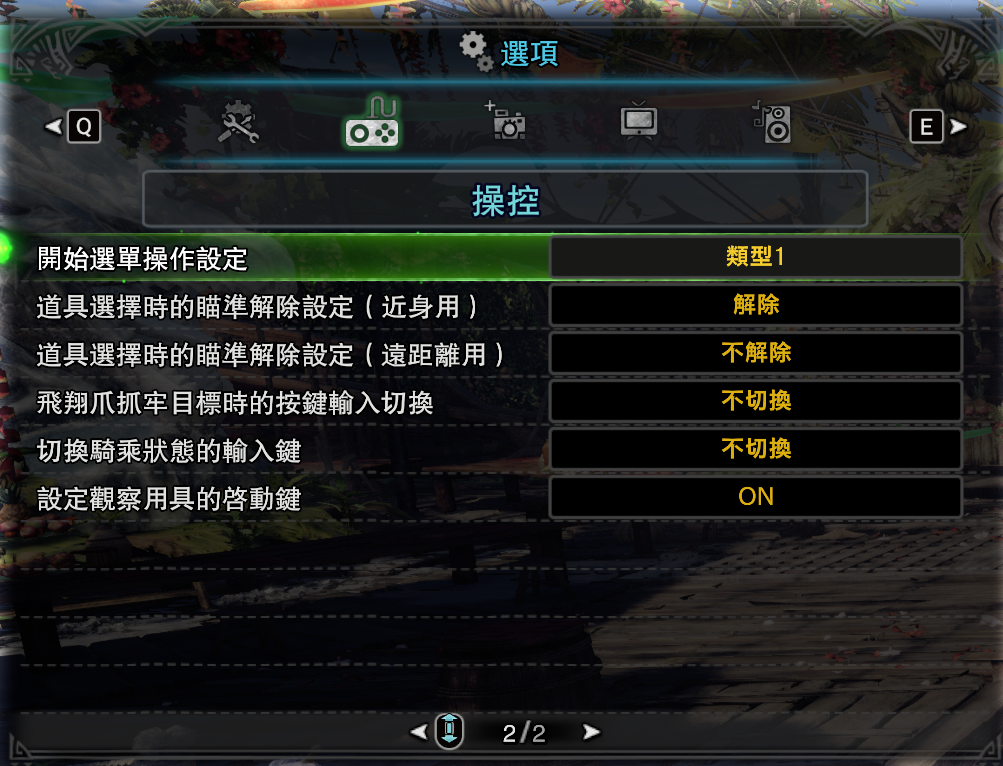 選項
Q
E
操控
開始選單操作設定 類型1
道具選擇時的瞄準解除設定（近身用） 解除
道具選擇時的瞄準解除設定（遠距離用） 不解除
飛翔爪抓牢目標時的按鍵輸入切換 不切換
切換騎乘狀態的輸入鍵 不切換
設定觀察用具的啓動鍵 ON
2/2